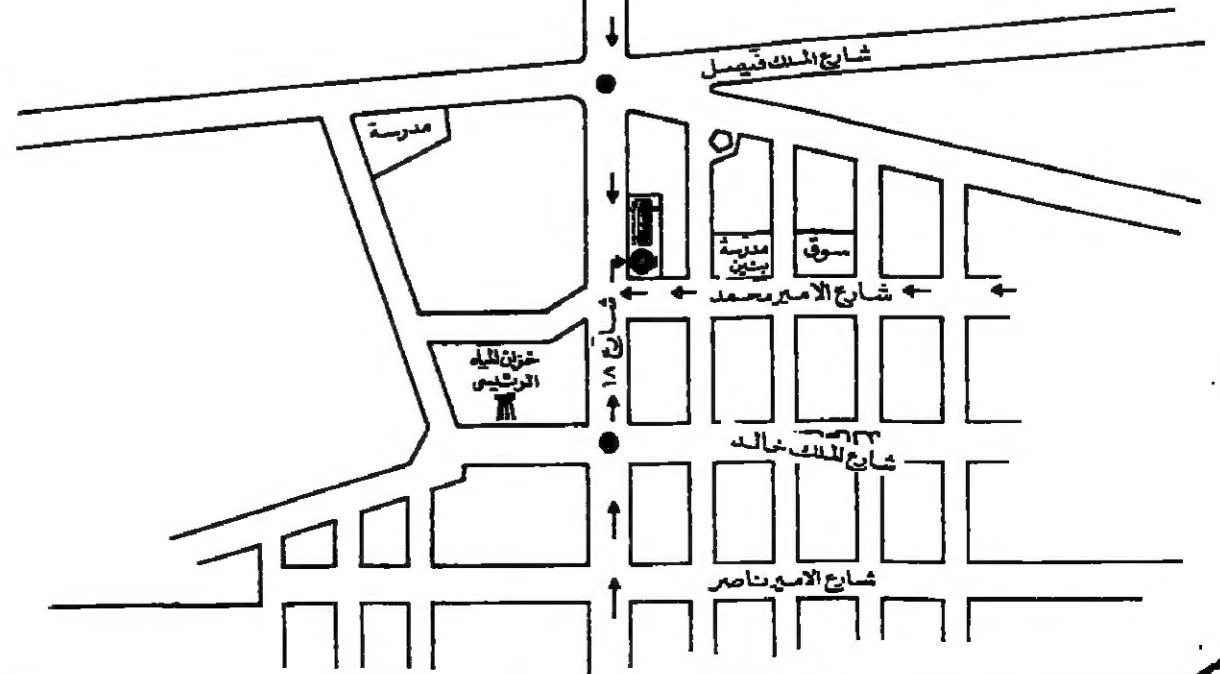 شارع الملك فيصل
مدرسة
مدرسة
بنين
سوق
شارع الامير محمد
شارع ١٨
خزان المياه
الرئيسي
شارع الملك خالد
شارع الامير ناصر